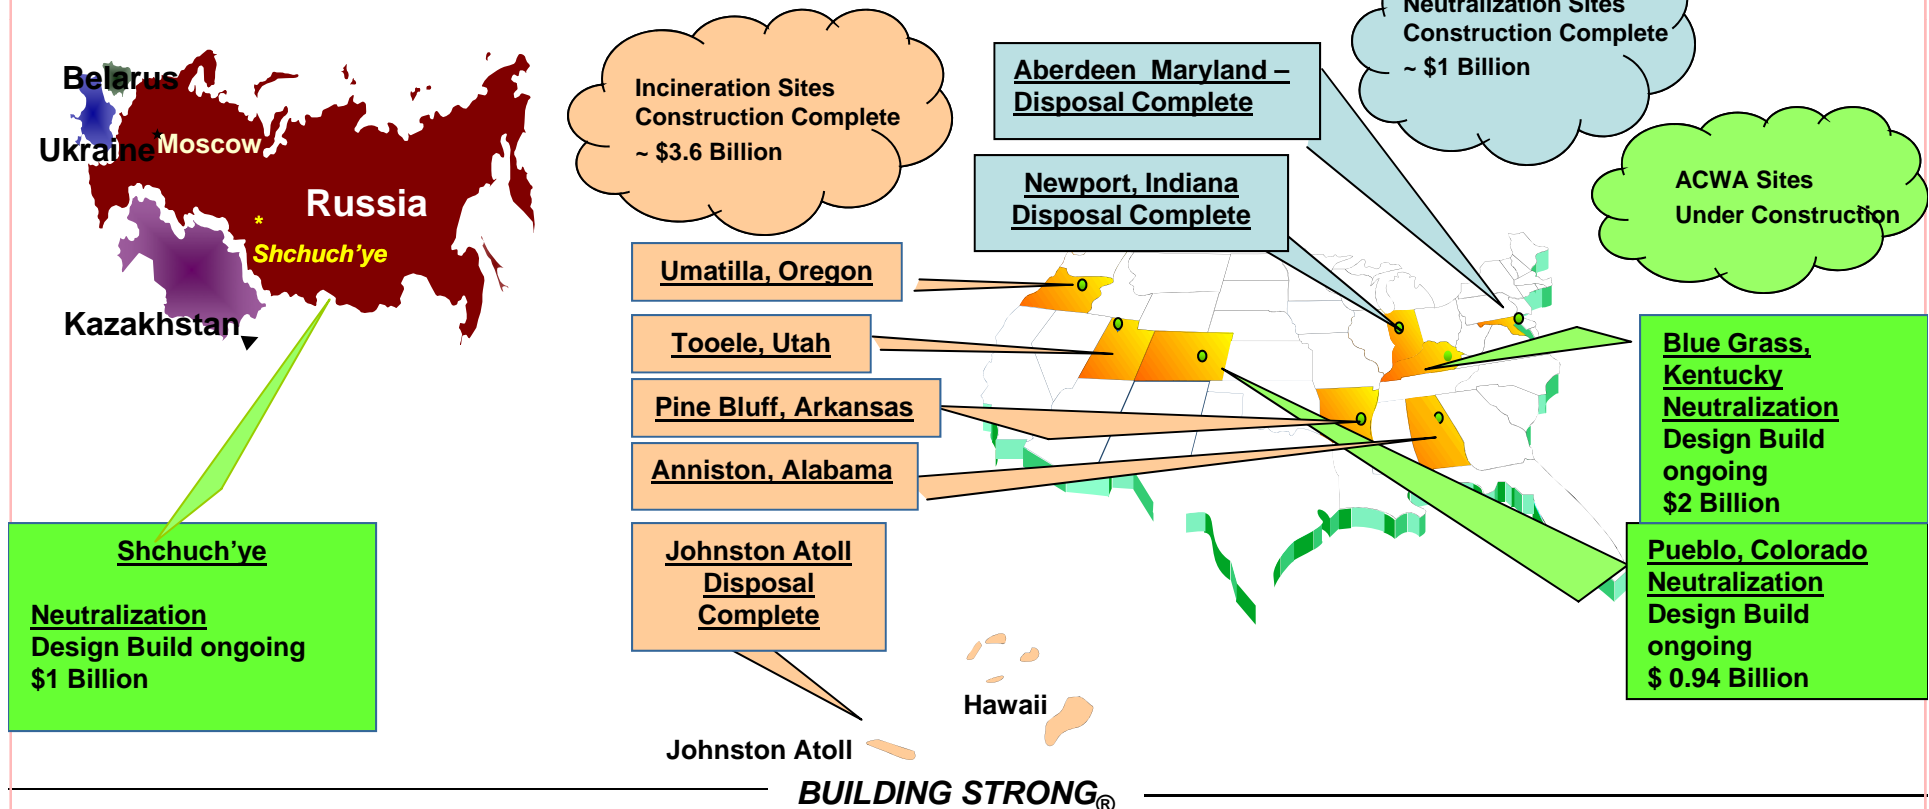 Belarus
Ukraine
Moscow
Russia
*
Shchuch’ye
Kazakhstan
Incineration Sites
Construction Complete
~ $3.6 Billion
Neutralization Sites
Construction Complete
~ $1 Billion
Aberdeen Maryland –
Disposal Complete
Newport, Indiana
Disposal Complete
ACWA Sites
Under Construction
Umatilla, Oregon
Tooele, Utah
Pine Bluff, Arkansas
Anniston, Alabama
Johnston Atoll
Disposal
Complete
Blue Grass,
Kentucky
Neutralization
Design Build
ongoing
$2 Billion
Pueblo, Colorado
Neutralization
Design Build
ongoing
$ 0.94 Billion
Shchuch’ye
Neutralization
Design Build ongoing
$1 Billion
Hawaii
Johnston Atoll
BUILDING STRONG®